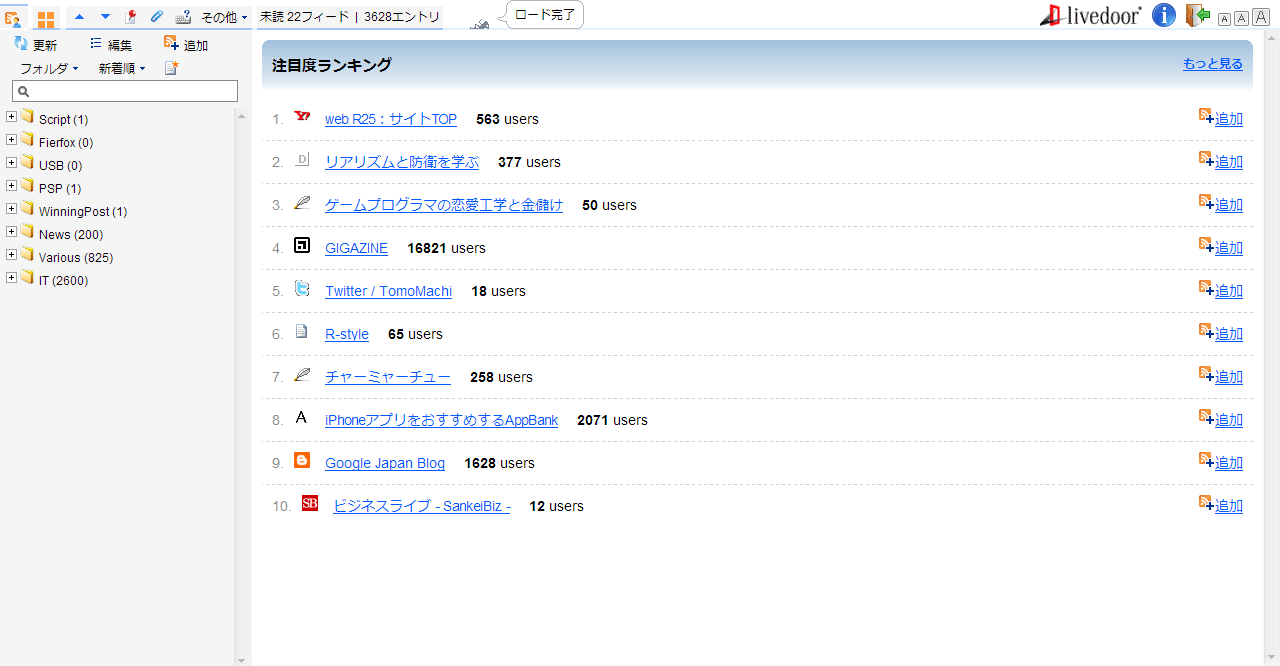 その他 未読 22フィード | 3628エントリ ロード完了 livedoor A A A
更新 編集 追加
フォルダ 新着順
Script (1)
Fierfox (0)
USB (0)
PSP (1)
WinningPost (1)
News (200)
Various (825)
IT (2600)
注目度ランキング もっと見る
1. web R25：サイトTOP 563 users 追加
2. D リアリズムと防衛を学ぶ 377 users 追加
3. ゲームプログラマの恋愛工学と金儲け 50 users 追加
4. GIGAZINE 16821 users 追加
5. Twitter / TomoMachi 18 users 追加
6. R-style 65 users 追加
7. チャーミャーチュー 258 users 追加
8. A iPhoneアプリをおすすめするAppBank 2071 users 追加
9. Google Japan Blog 1628 users 追加
10. SB ビジネスライブ - SankeiBiz - 12 users 追加